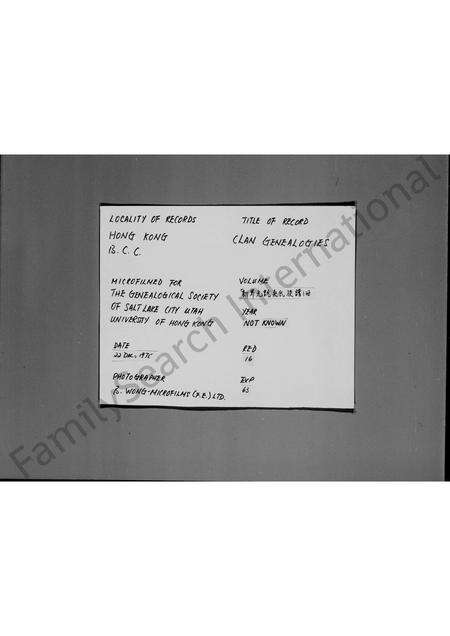 LOCALITY OF RECORDS
HONG KONG
B. C. C.
TITLE OF RECORD
CLAN GENEALOGIES
MICROFILMED FOR
THE GENEALOGICAL SOCIETY
OF SALT LAKE CITY UTAH
UNIVERSITY OF HONG KONG
VOLUME
YEAR
NOT KNOWN
DATE
22 DEC. 1975
RED
16
PHOTOGRAPHER
WONG-MICROFILMS (F.E.) LTD.
EXP
63
FamilySearch International